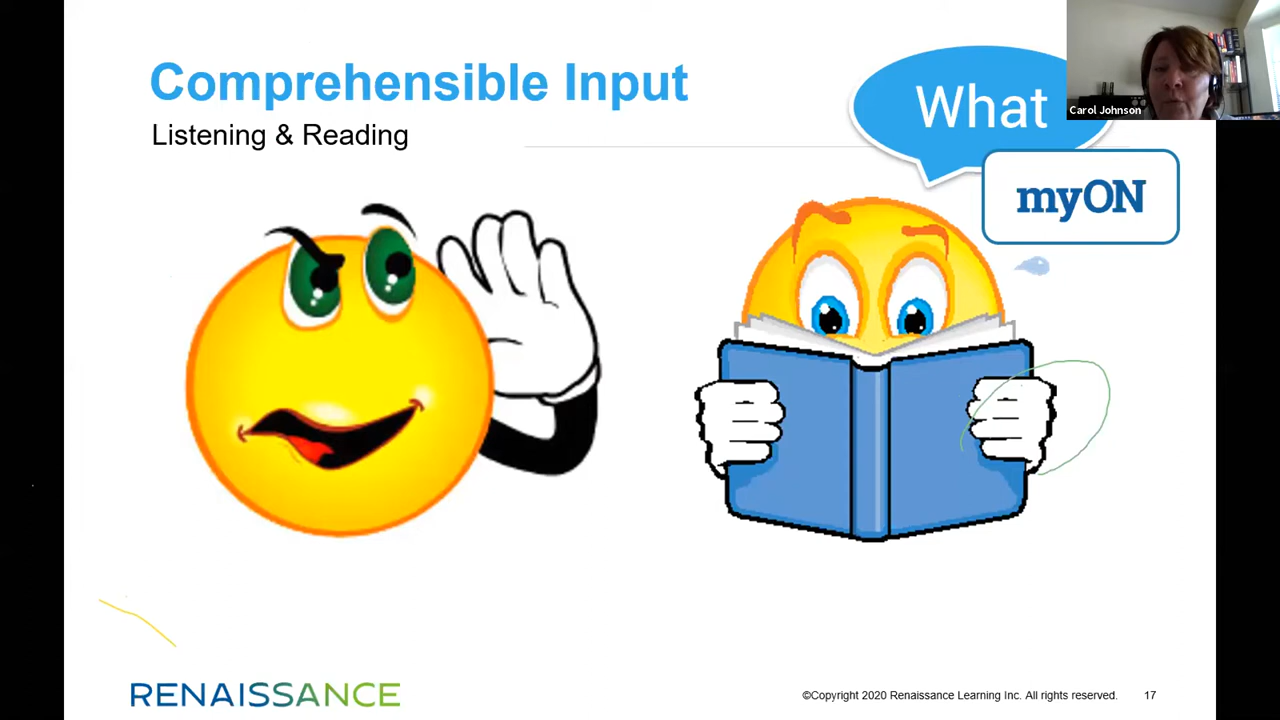 Comprehensible Input
Listening & Reading
What
Carol Johnson
myON
RENAISSANCE
©Copyright 2020 Renaissance Learning Inc. All rights reserved.
17